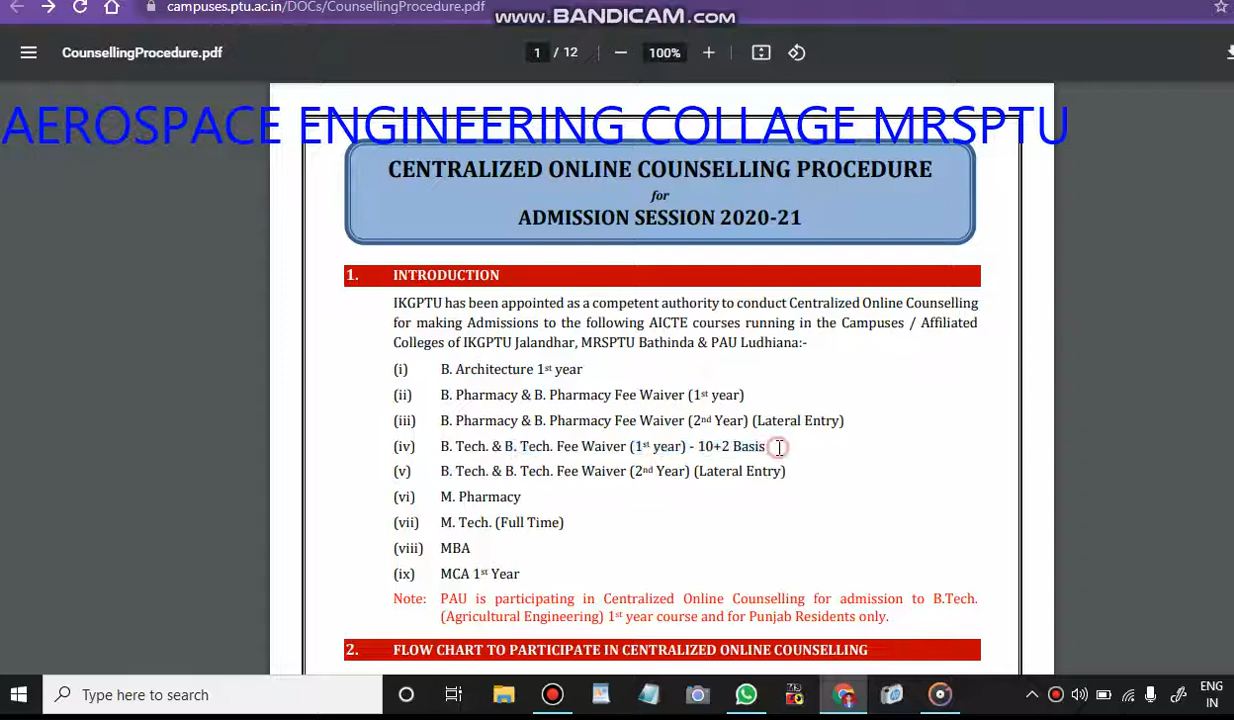 campuses.ptu.ac.in/DOCs/CounsellingProcedure.pdf
www.BANDICAM.com
CounsellingProcedure.pdf
1 / 12
100%
AEROSPACE ENGINEERING COLLAGE MRSPTU
CENTRALIZED ONLINE COUNSELLING PROCEDURE
for
ADMISSION SESSION 2020-21
1. INTRODUCTION
IKGPTU has been appointed as a competent authority to conduct Centralized Online Counselling
for making Admissions to the following AICTE courses running in the Campuses / Affiliated
Colleges of IKGPTU Jalandhar, MRSPTU Bathinda & PAU Ludhiana:-
(i) B. Architecture 1st year
(ii) B. Pharmacy & B. Pharmacy Fee Waiver (1st year)
(iii) B. Pharmacy & B. Pharmacy Fee Waiver (2nd Year) (Lateral Entry)
(iv) B. Tech. & B. Tech. Fee Waiver (1st year) - 10+2 Basis
(v) B. Tech. & B. Tech. Fee Waiver (2nd Year) (Lateral Entry)
(vi) M. Pharmacy
(vii) M. Tech. (Full Time)
(viii) MBA
(ix) MCA 1st Year
Note: PAU is participating in Centralized Online Counselling for admission to B.Tech.
(Agricultural Engineering) 1st year course and for Punjab Residents only.
2. FLOW CHART TO PARTICIPATE IN CENTRALIZED ONLINE COUNSELLING
Type here to search
ENG
IN